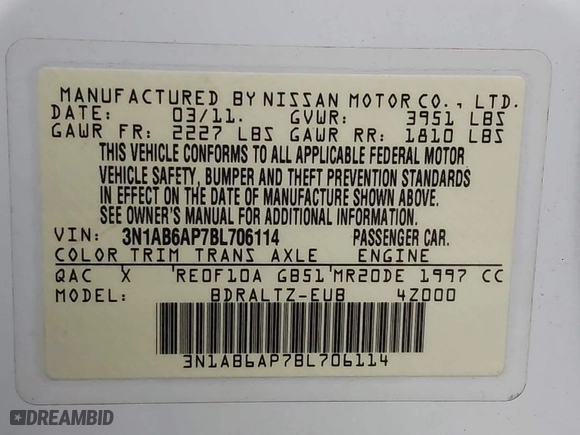 MANUFACTURED BY NISSAN MOTOR CO., LTD.
DATE: 03/11. GVWR: 3951 LBS
GAWR FR: 2227 LBS GAWR RR: 1810 LBS
THIS VEHICLE CONFORMS TO ALL APPLICABLE FEDERAL MOTOR
VEHICLE SAFETY, BUMPER AND THEFT PREVENTION STANDARDS
IN EFFECT ON THE DATE OF MANUFACTURE SHOWN ABOVE.
SEE OWNER'S MANUAL FOR ADDITIONAL INFORMATION.
VIN: 3N1AB6AP7BL706114 PASSENGER CAR.
COLOR TRIM TRANS AXLE ENGINE
QAC X RE0F10A GB51 MR20DE 1997 CC
MODEL: BDRALTZ-EUB 4Z000
3N1AB6AP7BL706114
DREAMBID